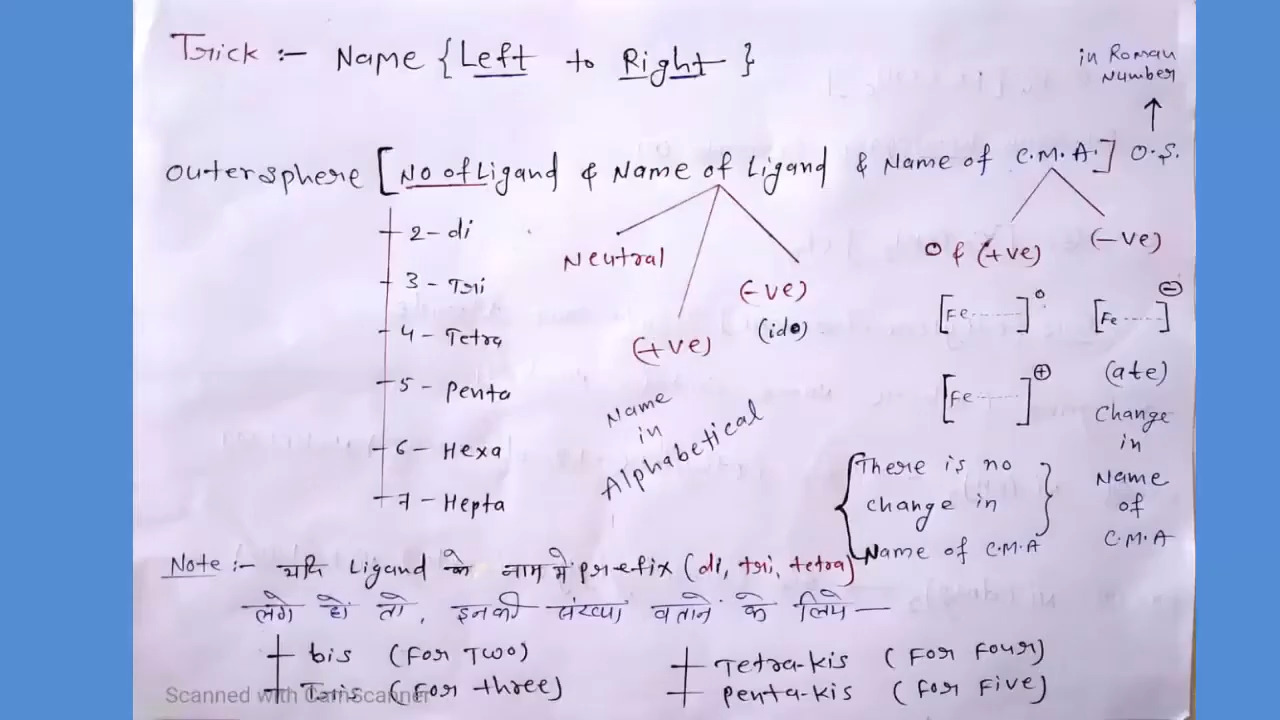 Trick :- Name {Left to Right}
in Roman
Number
↑
outersphere [No of Ligand & Name of Ligand & Name of C.M.A.] O.S.
2 - di
3 - Tri
4 - Tetra
5 - Penta
6 - Hexa
7 - Hepta
Neutral
(+ve)
(-ve)
(ido)
Name
in
Alphabetical
0 & (+ve)
[Fe ......]⁰
[Fe ......]⊕
{There is no
change in}
Name of C.M.A
(-ve)
[Fe .....]⊖
(ate)
Change
in
Name
of
C.M.A
Note :- यदि Ligand के नाम में prefix (di, tri, tetra)
लगे हो तो, इनकी संख्या बताने के लिये —
bis (For Two)
Tris (For three)
Tetra-kis (For Four)
Penta-kis (For Five)
Scanned with CamScanner